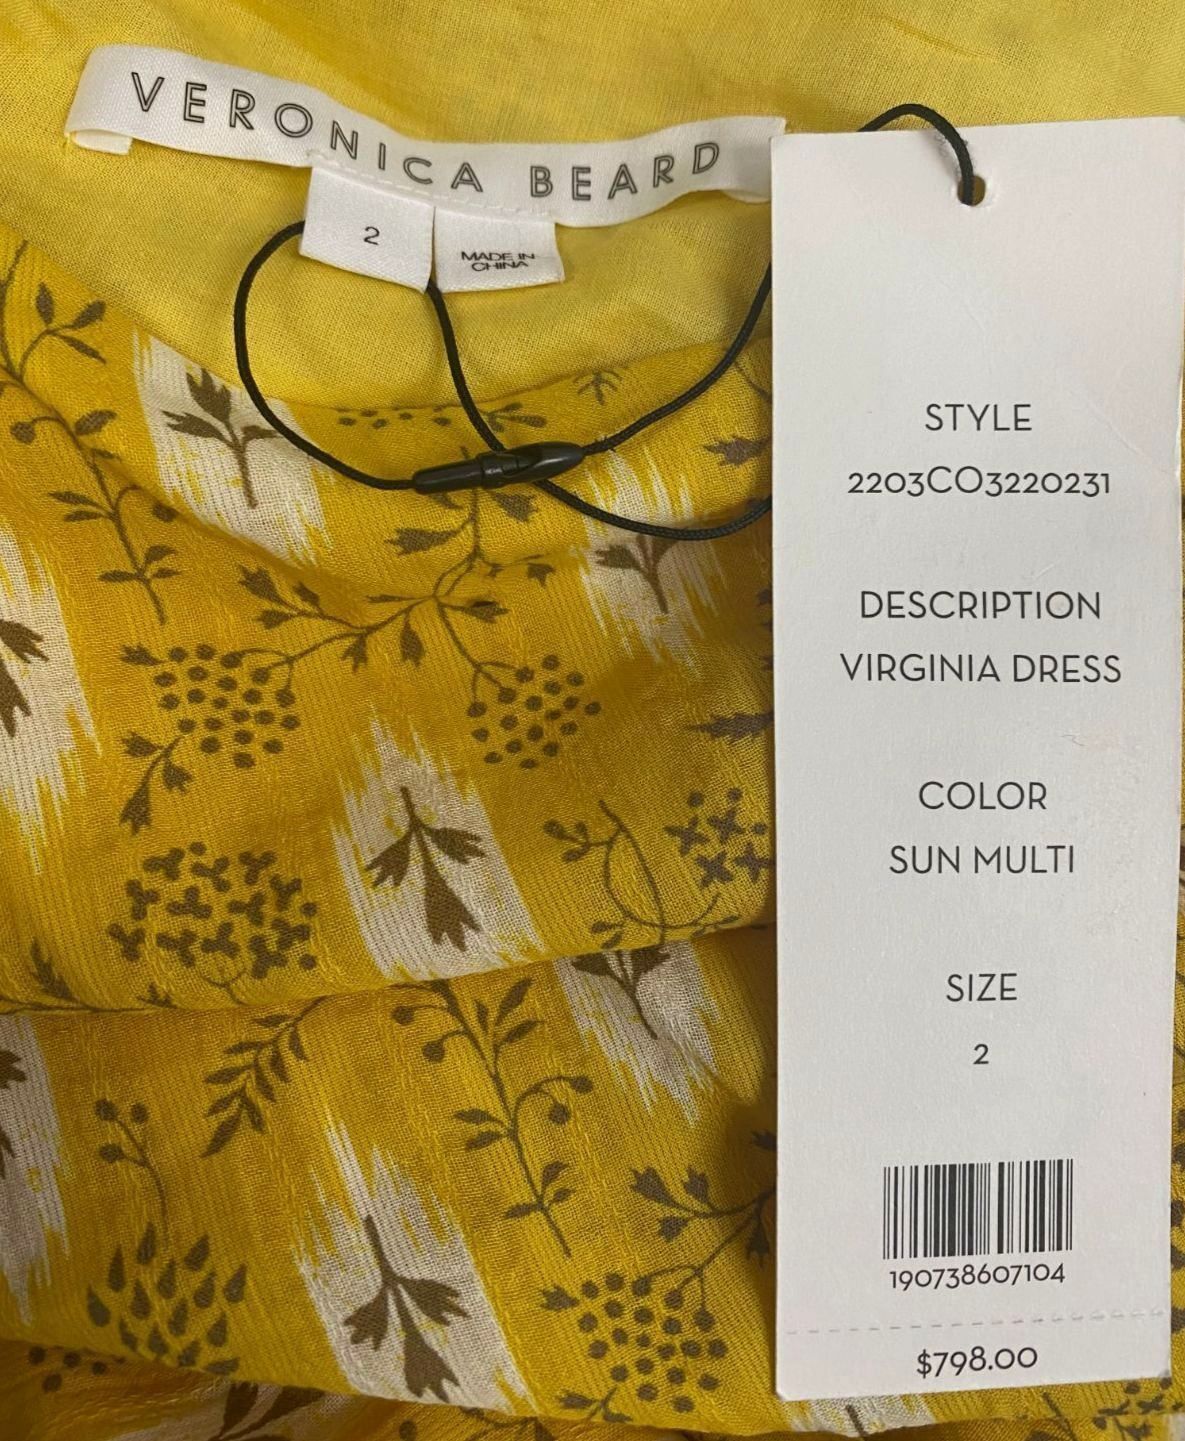 VERONICA BEARD
2
MADE IN
CHINA
STYLE
2203CO3220231
DESCRIPTION
VIRGINIA DRESS
COLOR
SUN MULTI
SIZE
2
190738607104
$798.00